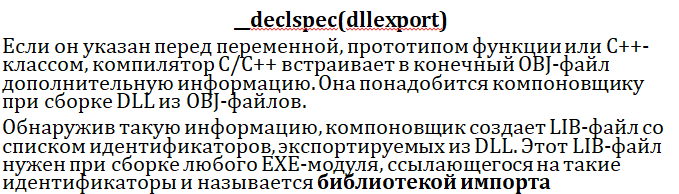 __declspec(dllexport)
Если он указан перед переменной, прототипом функции или C++-
классом, компилятор C/C++ встраивает в конечный OBJ-файл
дополнительную информацию. Она понадобится компоновщику
при сборке DLL из OBJ-файлов.
Обнаружив такую информацию, компоновщик создает LIB-файл со
списком идентификаторов, экспортируемых из DLL. Этот LIB-файл
нужен при сборке любого EXE-модуля, ссылающегося на такие
идентификаторы и называется библиотекой импорта